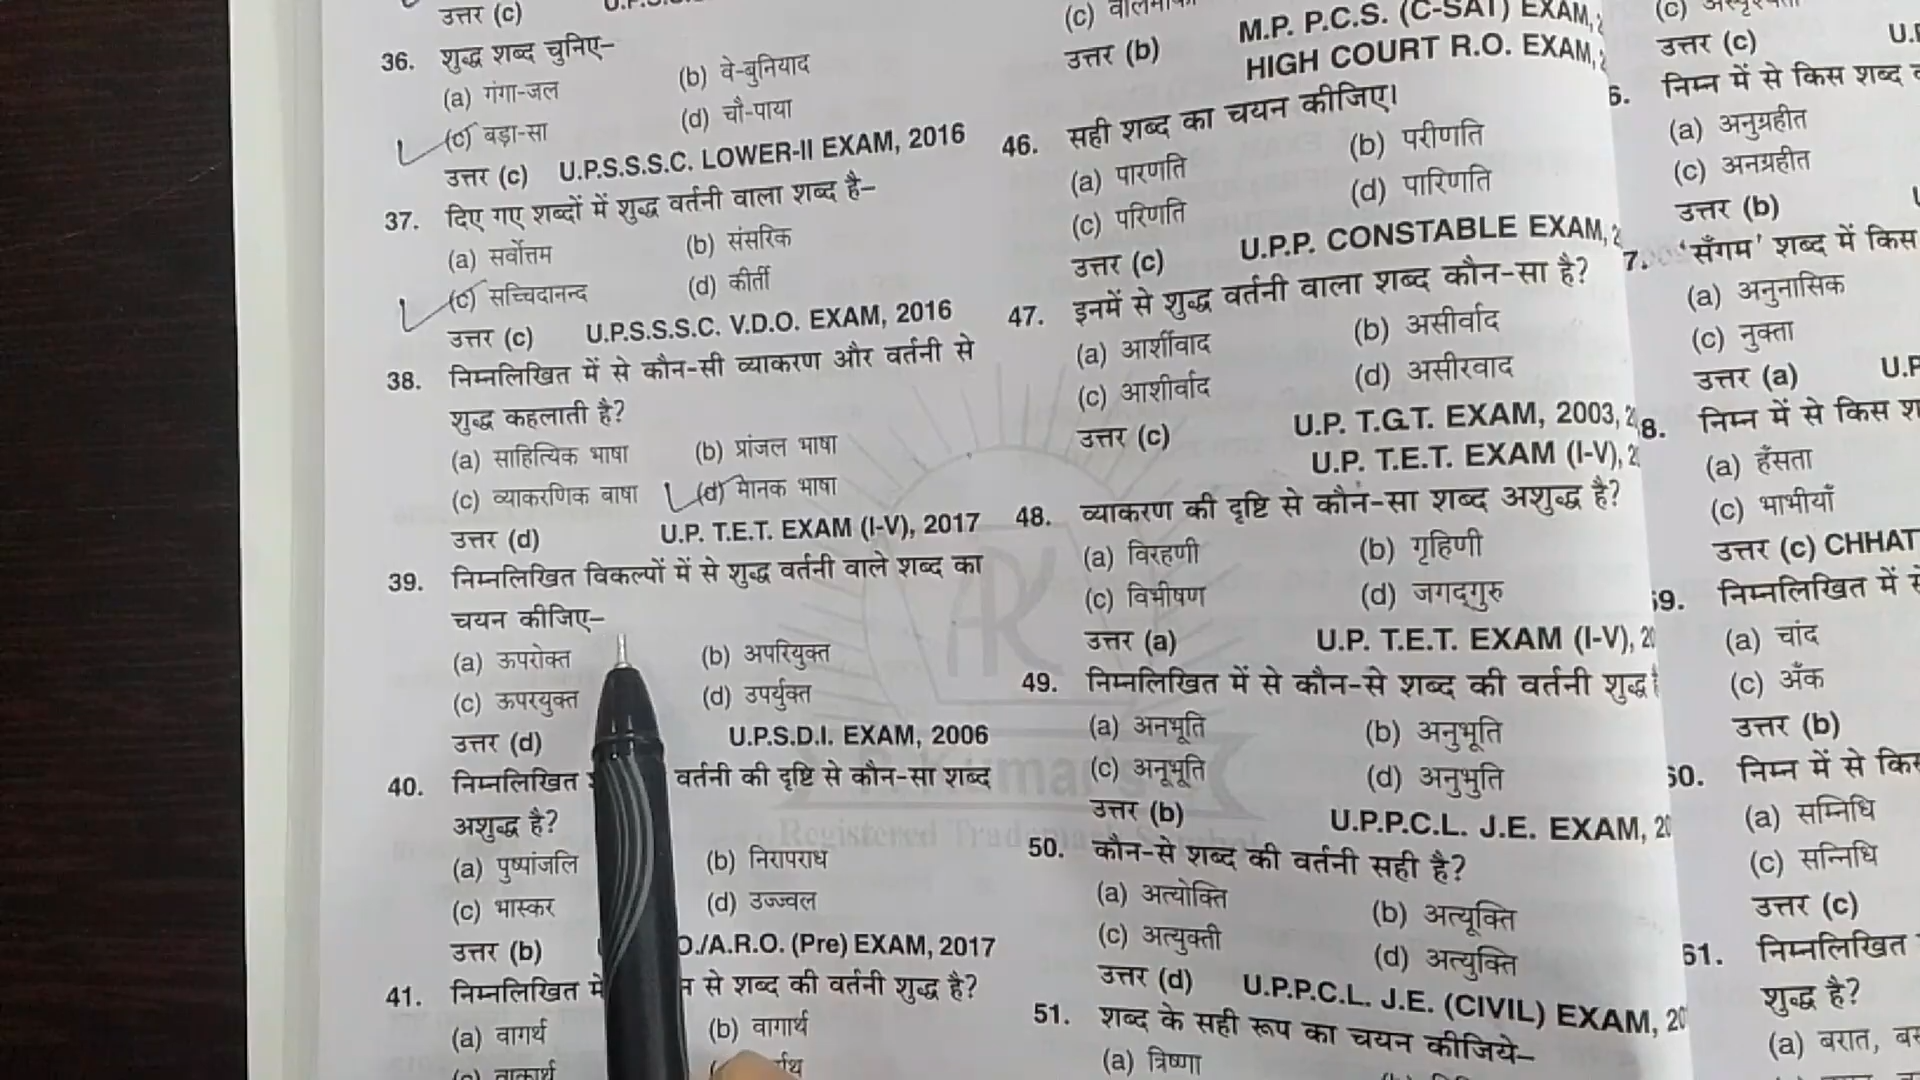 उत्तर (c)
36. शुद्ध शब्द चुनिए–
(a) गंगा-जल (b) वे-बुनियाद
(c) बड़ा-सा (d) चौ-पाया
उत्तर (c) U.P.S.S.S.C. LOWER-II EXAM, 2016
37. दिए गए शब्दों में शुद्ध वर्तनी वाला शब्द है–
(a) सर्वोत्तम (b) संसरिक
(c) सच्चिदानन्द (d) कीर्ती
उत्तर (c) U.P.S.S.S.C. V.D.O. EXAM, 2016
38. निम्नलिखित में से कौन-सी व्याकरण और वर्तनी से
शुद्ध कहलाती है?
(a) साहित्यिक भाषा (b) प्रांजल भाषा
(c) व्याकरणिक बाषा (d) मानक भाषा
उत्तर (d) U.P. T.E.T. EXAM (I-V), 2017
39. निम्नलिखित विकल्पों में से शुद्ध वर्तनी वाले शब्द का
चयन कीजिए–
(a) ऊपरोक्त (b) अपरियुक्त
(c) ऊपरयुक्त (d) उपर्युक्त
उत्तर (d) U.P.S.D.I. EXAM, 2006
40. निम्नलिखित वर्तनी की दृष्टि से कौन-सा शब्द
अशुद्ध है?
(a) पुष्पांजलि (b) निरापराध
(c) भास्कर (d) उज्ज्वल
उत्तर (b) O./A.R.O. (Pre) EXAM, 2017
41. निम्नलिखित में से शब्द की वर्तनी शुद्ध है?
(a) वागर्थ (b) वागार्थ
(c)
(c)
उत्तर (b) M.P. P.C.S. (C-SAT) EXAM,
HIGH COURT R.O. EXAM,
46. सही शब्द का चयन कीजिए।
(a) पारणति (b) परीणति
(c) परिणति (d) पारिणति
उत्तर (c) U.P.P. CONSTABLE EXAM,
47. इनमें से शुद्ध वर्तनी वाला शब्द कौन-सा है?
(a) आर्शीवाद (b) असीर्वाद
(c) आशीर्वाद (d) असीरवाद
उत्तर (c) U.P. T.G.T. EXAM, 2003,
U.P. T.E.T. EXAM (I-V),
48. व्याकरण की दृष्टि से कौन-सा शब्द अशुद्ध है?
(a) विरहणी (b) गृहिणी
(c) विभीषण (d) जगद्‌गुरु
उत्तर (a) U.P. T.E.T. EXAM (I-V),
49. निम्नलिखित में से कौन-से शब्द की वर्तनी शुद्ध
(a) अनभूति (b) अनुभूति
(c) अनूभूति (d) अनुभुति
उत्तर (b) U.P.P.C.L. J.E. EXAM,
50. कौन-से शब्द की वर्तनी सही है?
(a) अत्योक्ति (b) अत्यूक्ति
(c) अत्युक्ती (d) अत्युक्ति
उत्तर (d) U.P.P.C.L. J.E. (CIVIL) EXAM,
51. शब्द के सही रूप का चयन कीजिये–
(a) त्रिष्णा
उत्तर (c)
6. निम्न में से किस शब्द
(a) अनुग्रहीत
(c) अनग्रहीत
उत्तर (b)
7. 'सँगम' शब्द में किस
(a) अनुनासिक
(c) नुक्ता
उत्तर (a)
8. निम्न में से किस
(a) हँसता
(c) भाभीयाँ
उत्तर (c) CHHAT
59. निम्नलिखित में
(a) चांद
(c) अँक
उत्तर (b)
60. निम्न में से
(a) सम्निधि
(c) सन्निधि
उत्तर (c)
61. निम्नलिखित
शुद्ध है?
(a) बरात,
RK
Kumar's
Registered Trademark